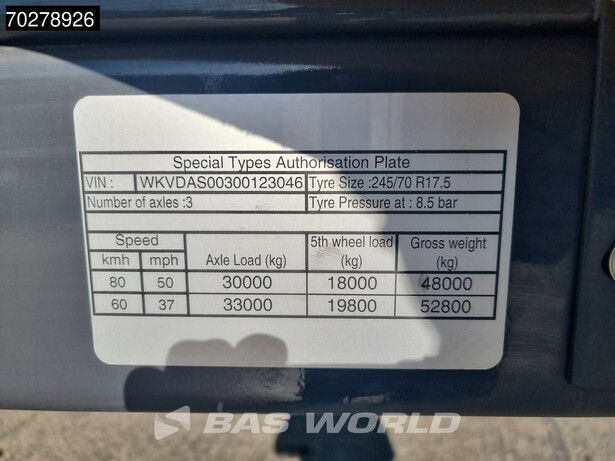 70278926
Special Types Authorisation Plate
VIN : WKVDAS00300123046 Tyre Size :245/70 R17.5
Number of axles :3 Tyre Pressure at : 8.5 bar
Speed Axle Load (kg) 5th wheel load (kg) Gross weight (kg)
kmh mph
80 50 30000 18000 48000
60 37 33000 19800 52800
BAS WORLD